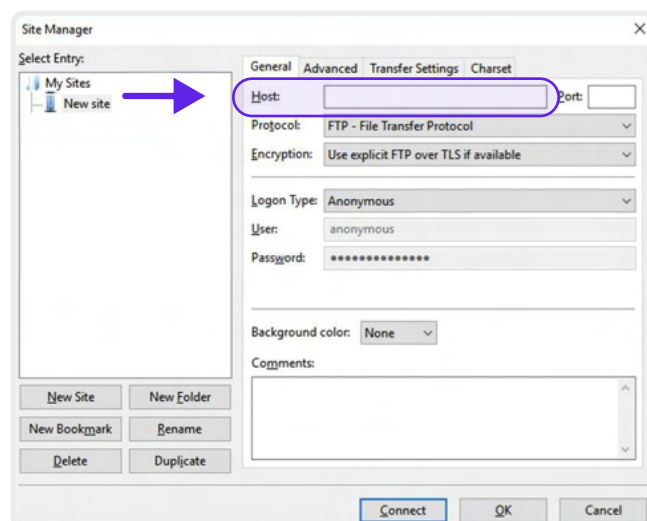 Site Manager
Select Entry:
My Sites
New site
New Site
New Folder
New Bookmark
Rename
Delete
Duplicate
General
Advanced
Transfer Settings
Charset
Host:
Port:
Protocol:
FTP - File Transfer Protocol
Encryption:
Use explicit FTP over TLS if available
Logon Type:
Anonymous
User:
anonymous
Password:
••••••••••••••
Background color:
None
Comments:
Connect
OK
Cancel